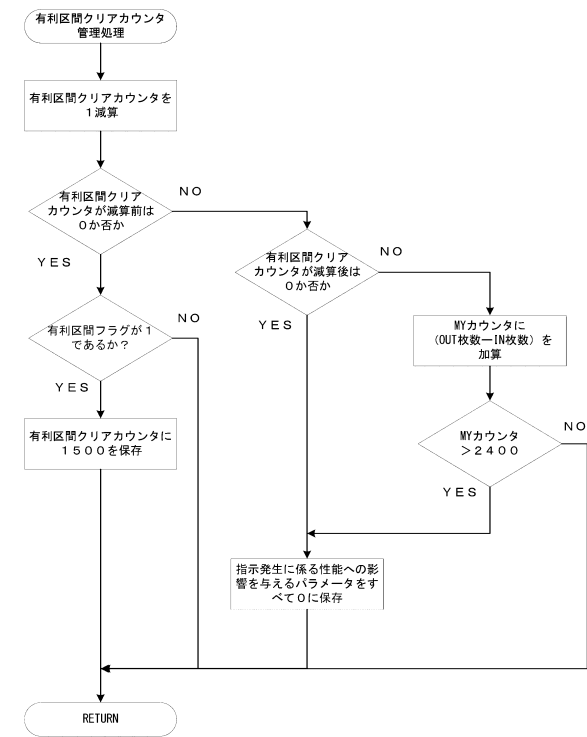 有利区間クリアカウンタ
管理処理
有利区間クリアカウンタを
1減算
有利区間クリア
カウンタが減算前は
0か否か
NO
YES
有利区間クリア
カウンタが減算後は
0か否か
NO
YES
有利区間フラグが1
であるか?
NO
YES
MYカウンタに
(OUT枚数ーIN枚数)を
加算
有利区間クリアカウンタに
1500を保存
MYカウンタ
>2400
NO
YES
指示発生に係る性能への影
響を与えるパラメータをす
べて0に保存
RETURN